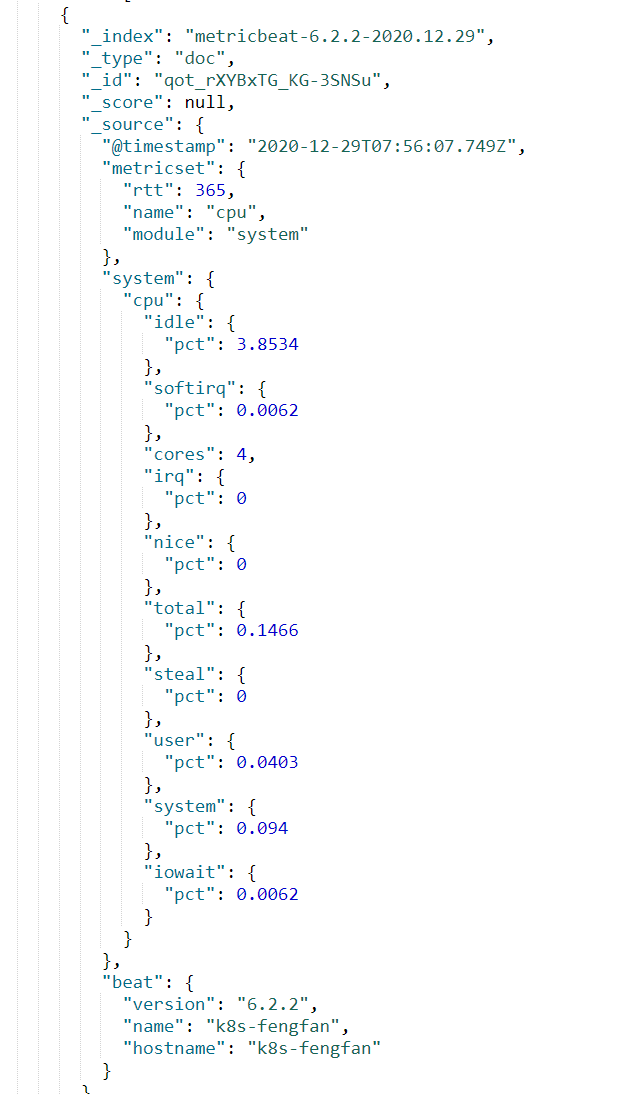 {
"_index": "metricbeat-6.2.2-2020.12.29",
"_type": "doc",
"_id": "qot_rXYBxTG_KG-3SNSu",
"_score": null,
"_source": {
"@timestamp": "2020-12-29T07:56:07.749Z",
"metricset": {
"rtt": 365,
"name": "cpu",
"module": "system"
},
"system": {
"cpu": {
"idle": {
"pct": 3.8534
},
"softirq": {
"pct": 0.0062
},
"cores": 4,
"irq": {
"pct": 0
},
"nice": {
"pct": 0
},
"total": {
"pct": 0.1466
},
"steal": {
"pct": 0
},
"user": {
"pct": 0.0403
},
"system": {
"pct": 0.094
},
"iowait": {
"pct": 0.0062
}
}
},
"beat": {
"version": "6.2.2",
"name": "k8s-fengfan",
"hostname": "k8s-fengfan"
}
}